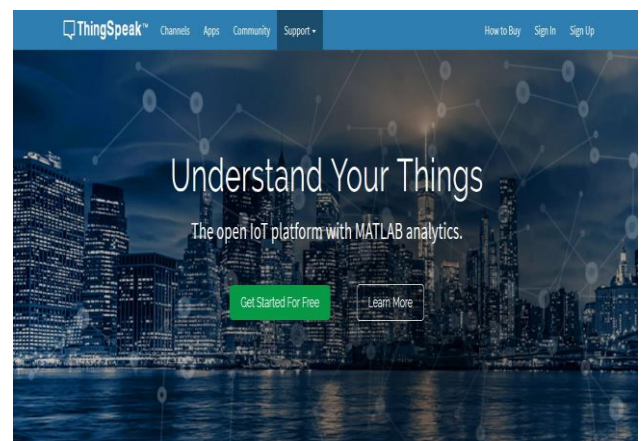 ThingSpeak™ Channels Apps Community Support How to Buy Sign In Sign Up
Understand Your Things
The open IoT platform with MATLAB analytics.
Get Started For Free Learn More